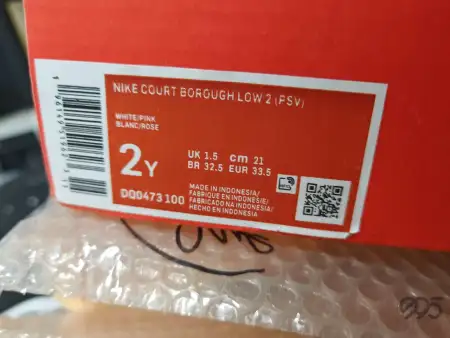 NIKE COURT BOROUGH LOW 2 (PSV)
WHITE/PINK
BLANC/ROSE
2Y
UK 1.5 cm 21
BR 32.5 EUR 33.5
DQ0473 100
MADE IN INDONESIA/
FABRIQUE EN INDONESIE/
FABRICADO NA INDONESIA/
HECHO EN INDONESIA